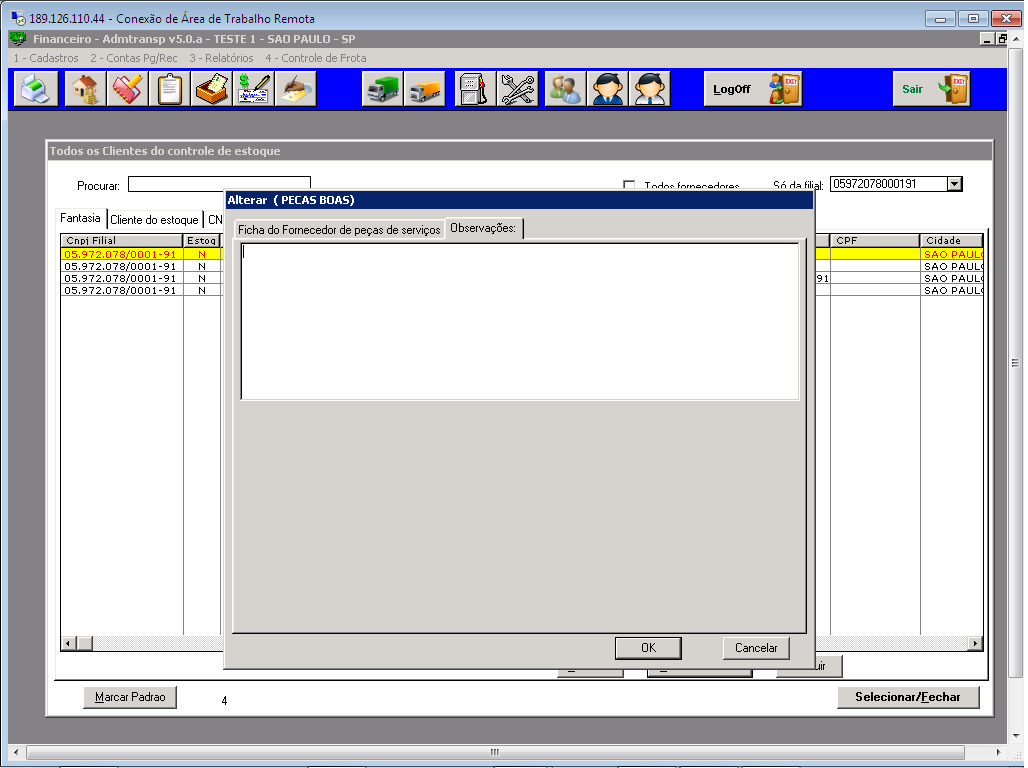 189.126.110.44 - Conexão de Área de Trabalho Remota
Financeiro - Admtransp v5.0.a - TESTE 1 - SAO PAULO - SP
1 - Cadastros 2 - Contas Pg/Rec 3 - Relatórios 4 - Controle de Frota
LogOff EXIT Sair EXIT
Todos os Clientes do controle de estoque
Procurar: Todos fornecedores Só da filial: 05972078000191
Alterar ( PECAS BOAS)
Fantasia Cliente do estoque CN
Ficha do Fornecedor de peças de serviços Observações:
Cnpj Filial Estoq CPF Cidade
05.972.078/0001-91 N SAO PAUL
05.972.078/0001-91 N SAO PAUL
05.972.078/0001-91 N 91 SAO PAUL
05.972.078/0001-91 N SAO PAUL
OK Cancelar
uir
Marcar Padrao 4 Selecionar/Fechar